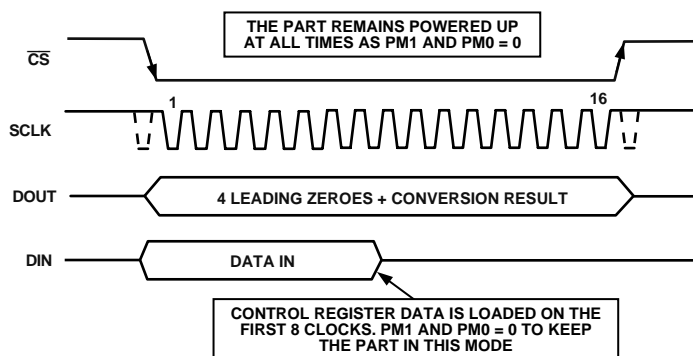 THE PART REMAINS POWERED UP
AT ALL TIMES AS PM1 AND PM0 = 0
CS
1
16
SCLK
DOUT
4 LEADING ZEROES + CONVERSION RESULT
DIN
DATA IN
CONTROL REGISTER DATA IS LOADED ON THE
FIRST 8 CLOCKS. PM1 AND PM0 = 0 TO KEEP
THE PART IN THIS MODE